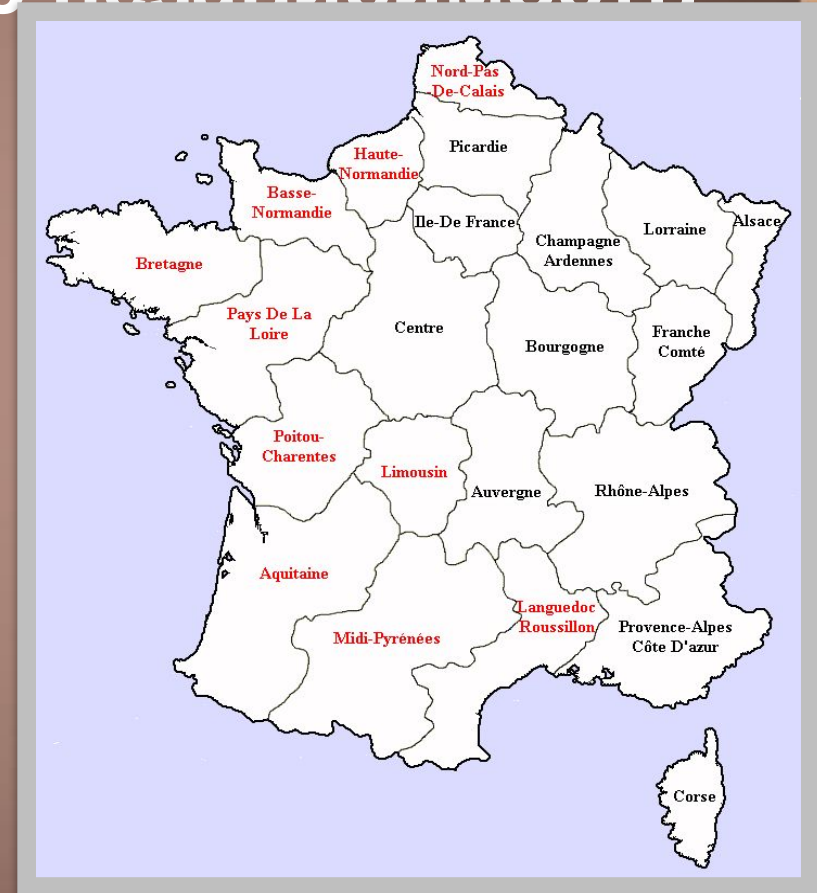 Nord-Pas
-De-Calais
Picardie
Haute-
Normandie
Basse-
Normandie
Ile-De France
Champagne
Ardennes
Lorraine
Alsace
Bretagne
Pays De La
Loire
Centre
Bourgogne
Franche
Comté
Poitou-
Charentes
Limousin
Auvergne
Rhône-Alpes
Aquitaine
Midi-Pyrénées
Languedoc
Roussillon
Provence-Alpes
Côte D'azur
Corse